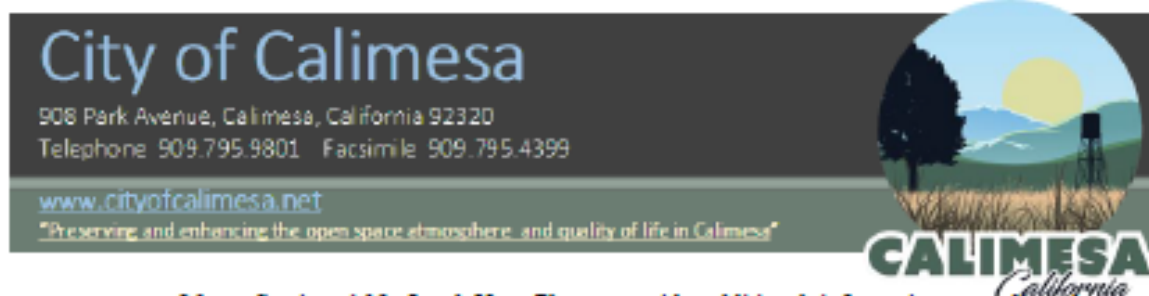 City of Calimesa
908 Park Avenue, Calimesa, California 92320
Telephone 909.795.9801 Facsimile 909.795.4399
www.cityofcalimesa.net
"Preserving and enhancing the open space atmosphere and quality of life in Calimesa"
CALIMESA
California